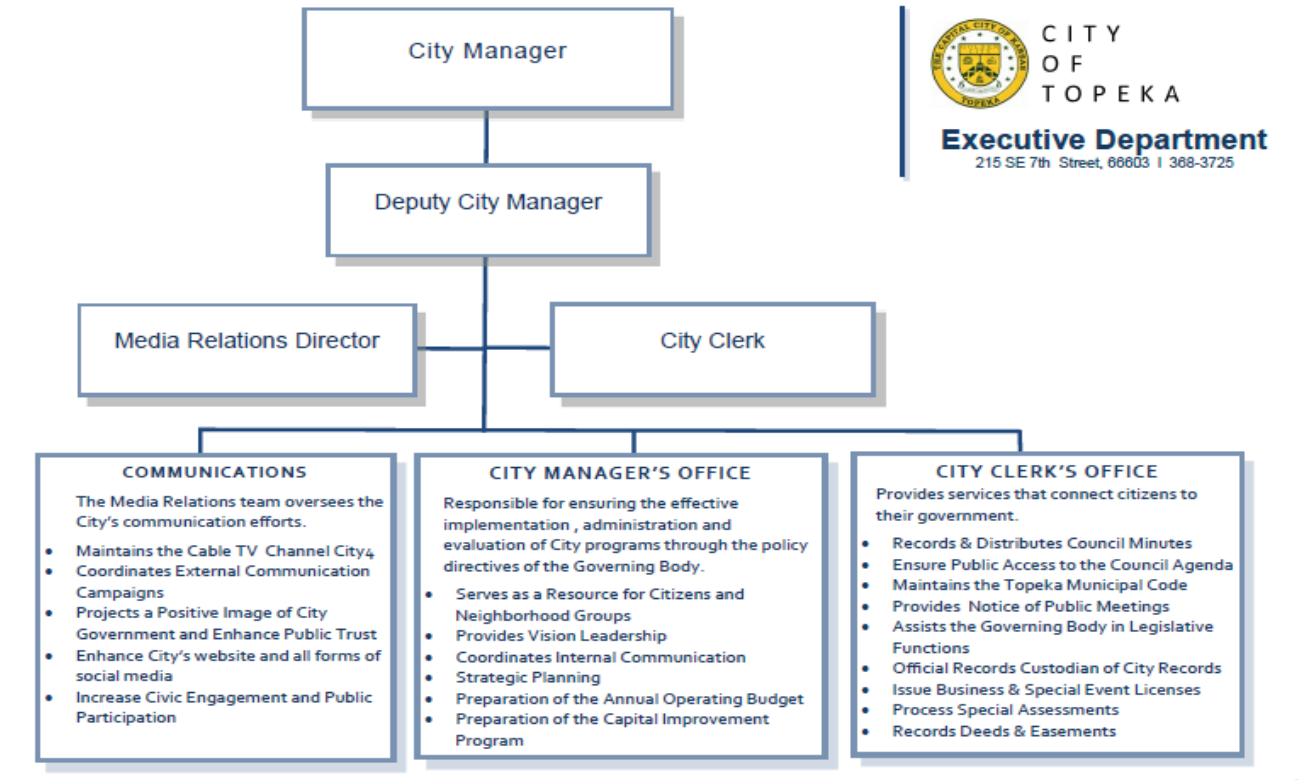 City Manager
THE CAPITAL CITY OF KANSAS
TOPEKA
CITY
OF
TOPEKA
Executive Department
215 SE 7th Street, 66603 I 368-3725
Deputy City Manager
Media Relations Director
City Clerk
COMMUNICATIONS
The Media Relations team oversees the
City's communication efforts.
• Maintains the Cable TV Channel City4
• Coordinates External Communication
Campaigns
• Projects a Positive Image of City
Government and Enhance Public Trust
• Enhance City's website and all forms of
social media
• Increase Civic Engagement and Public
Participation
CITY MANAGER'S OFFICE
Responsible for ensuring the effective
implementation , administration and
evaluation of City programs through the policy
directives of the Governing Body.
• Serves as a Resource for Citizens and
Neighborhood Groups
• Provides Vision Leadership
• Coordinates Internal Communication
• Strategic Planning
• Preparation of the Annual Operating Budget
• Preparation of the Capital Improvement
Program
CITY CLERK'S OFFICE
Provides services that connect citizens to
their government.
• Records & Distributes Council Minutes
• Ensure Public Access to the Council Agenda
• Maintains the Topeka Municipal Code
• Provides Notice of Public Meetings
• Assists the Governing Body in Legislative
Functions
• Official Records Custodian of City Records
• Issue Business & Special Event Licenses
• Process Special Assessments
• Records Deeds & Easements